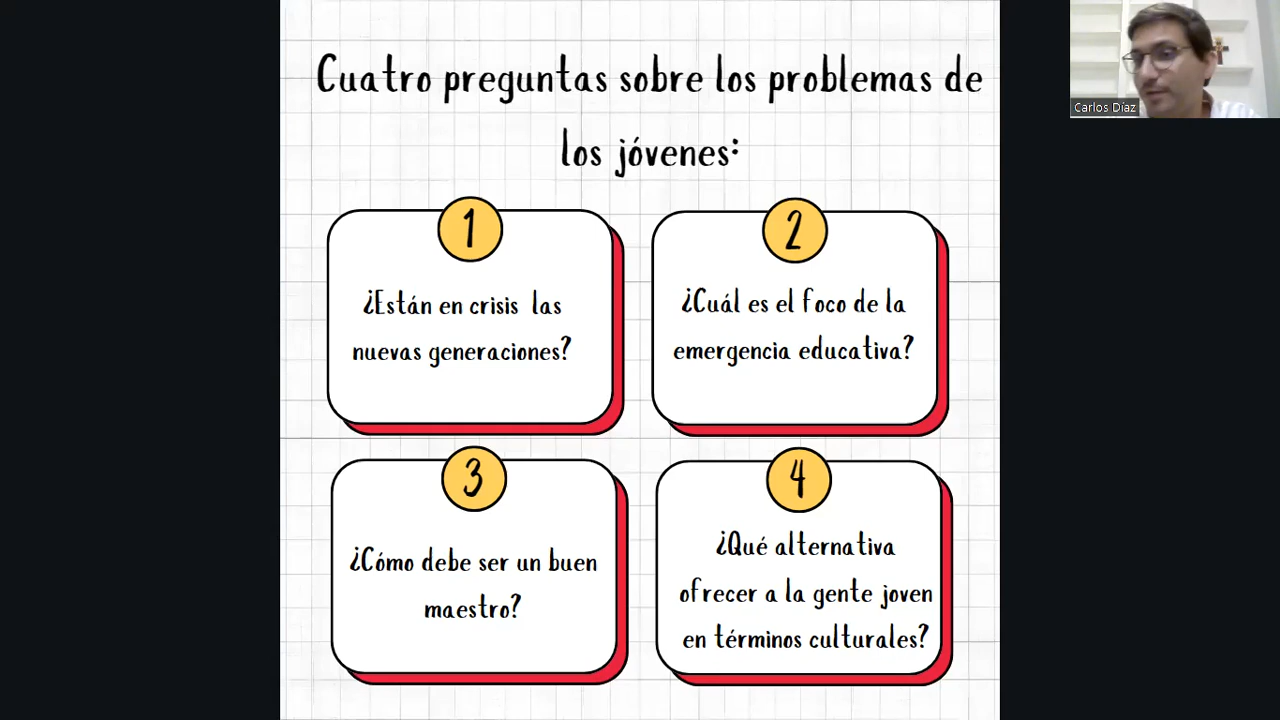 Cuatro preguntas sobre los problemas de
los jóvenes:
1
¿Están en crisis las
nuevas generaciones?
2
¿Cuál es el foco de la
emergencia educativa?
3
¿Cómo debe ser un buen
maestro?
4
¿Qué alternativa
ofrecer a la gente joven
en términos culturales?
Carlos Díaz